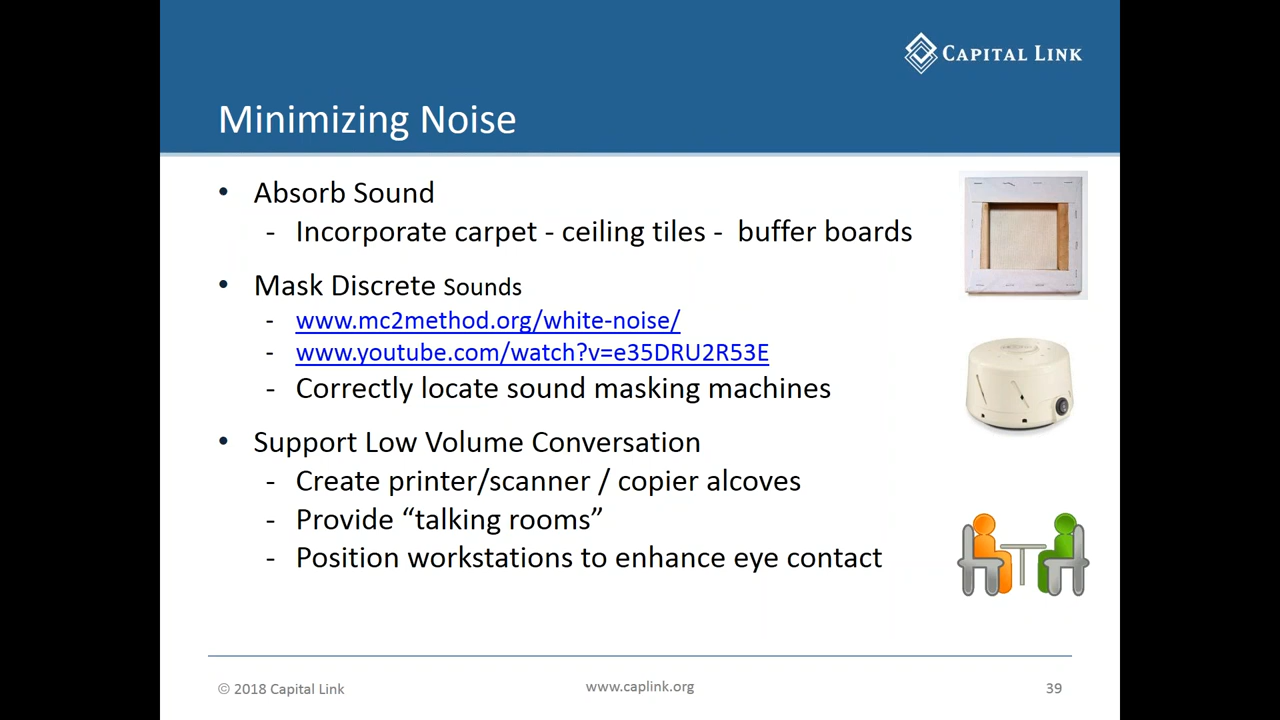 CAPITAL LINK
Minimizing Noise
• Absorb Sound
- Incorporate carpet - ceiling tiles - buffer boards
• Mask Discrete Sounds
- www.mc2method.org/white-noise/
- www.youtube.com/watch?v=e35DRU2R53E
- Correctly locate sound masking machines
• Support Low Volume Conversation
- Create printer/scanner / copier alcoves
- Provide “talking rooms”
- Position workstations to enhance eye contact
© 2018 Capital Link
www.caplink.org
39